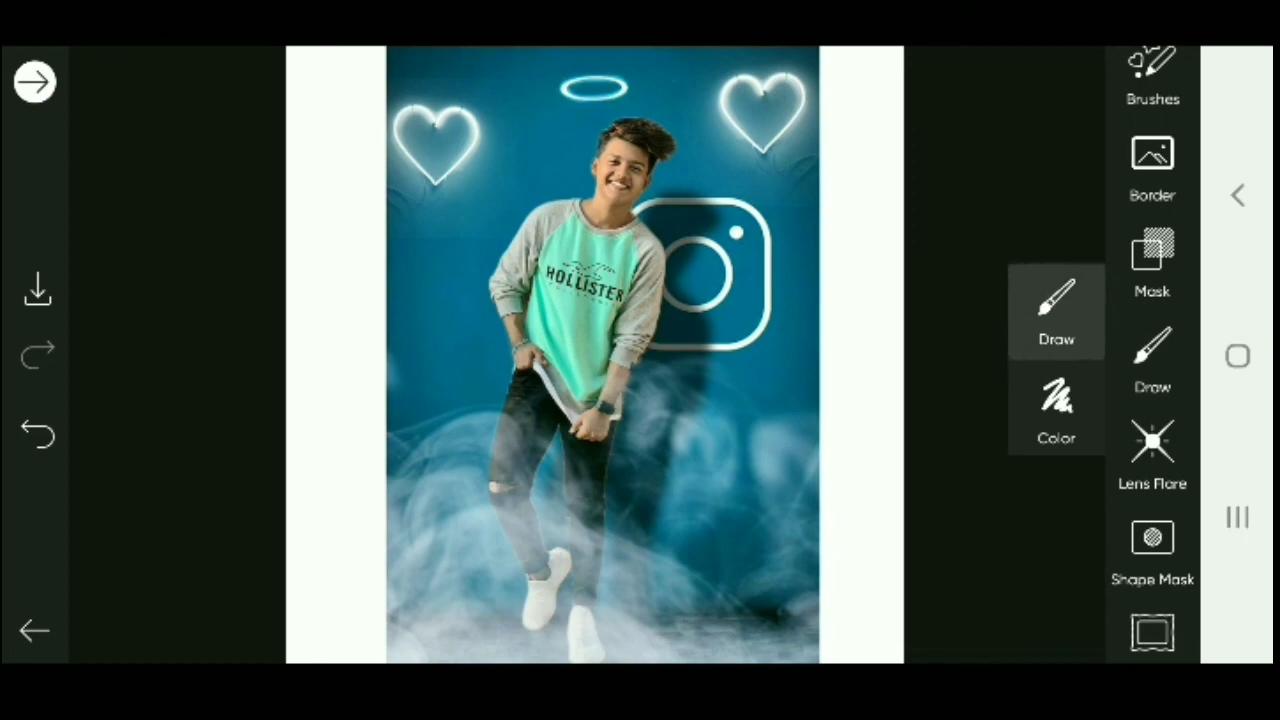 Brushes
Border
Mask
Draw
Lens Flare
Shape Mask
Draw
Color
HOLLISTER